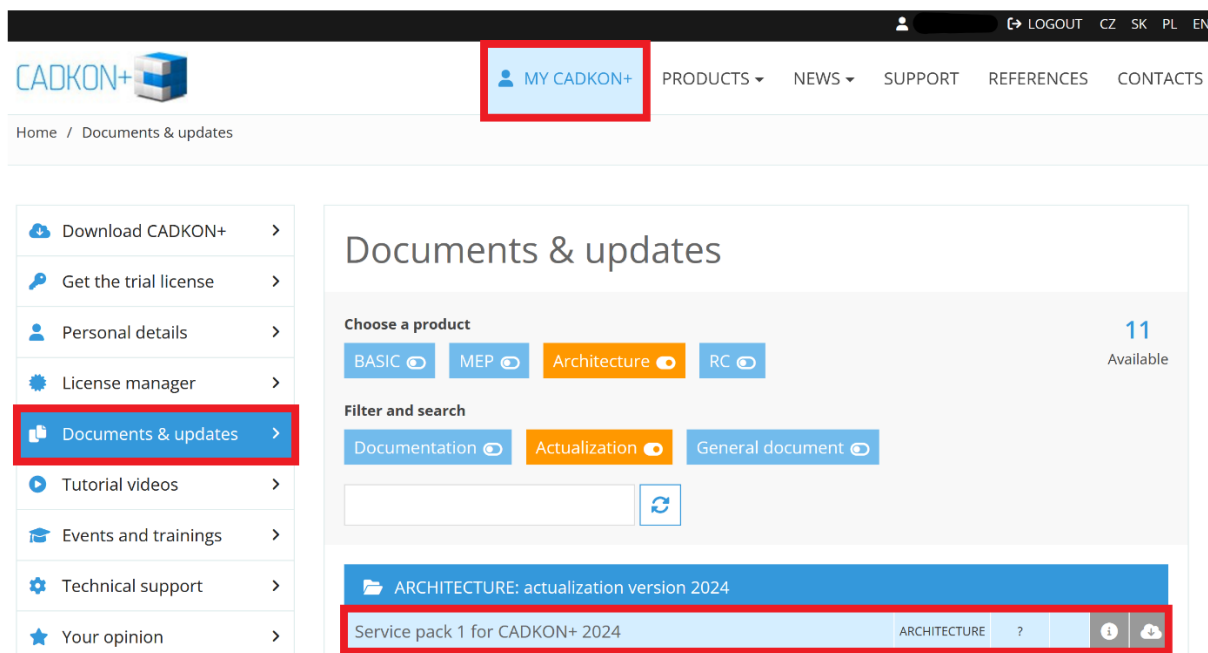 LOGOUT CZ SK PL EN
CADKON+
MY CADKON+ PRODUCTS NEWS SUPPORT REFERENCES CONTACTS
Home / Documents & updates
Download CADKON+
Get the trial license
Personal details
License manager
Documents & updates
Tutorial videos
Events and trainings
Technical support
Your opinion
Documents & updates
Choose a product
11
Available
BASIC MEP Architecture RC
Filter and search
Documentation Actualization General document
ARCHITECTURE: actualization version 2024
Service pack 1 for CADKON+ 2024 ARCHITECTURE ?